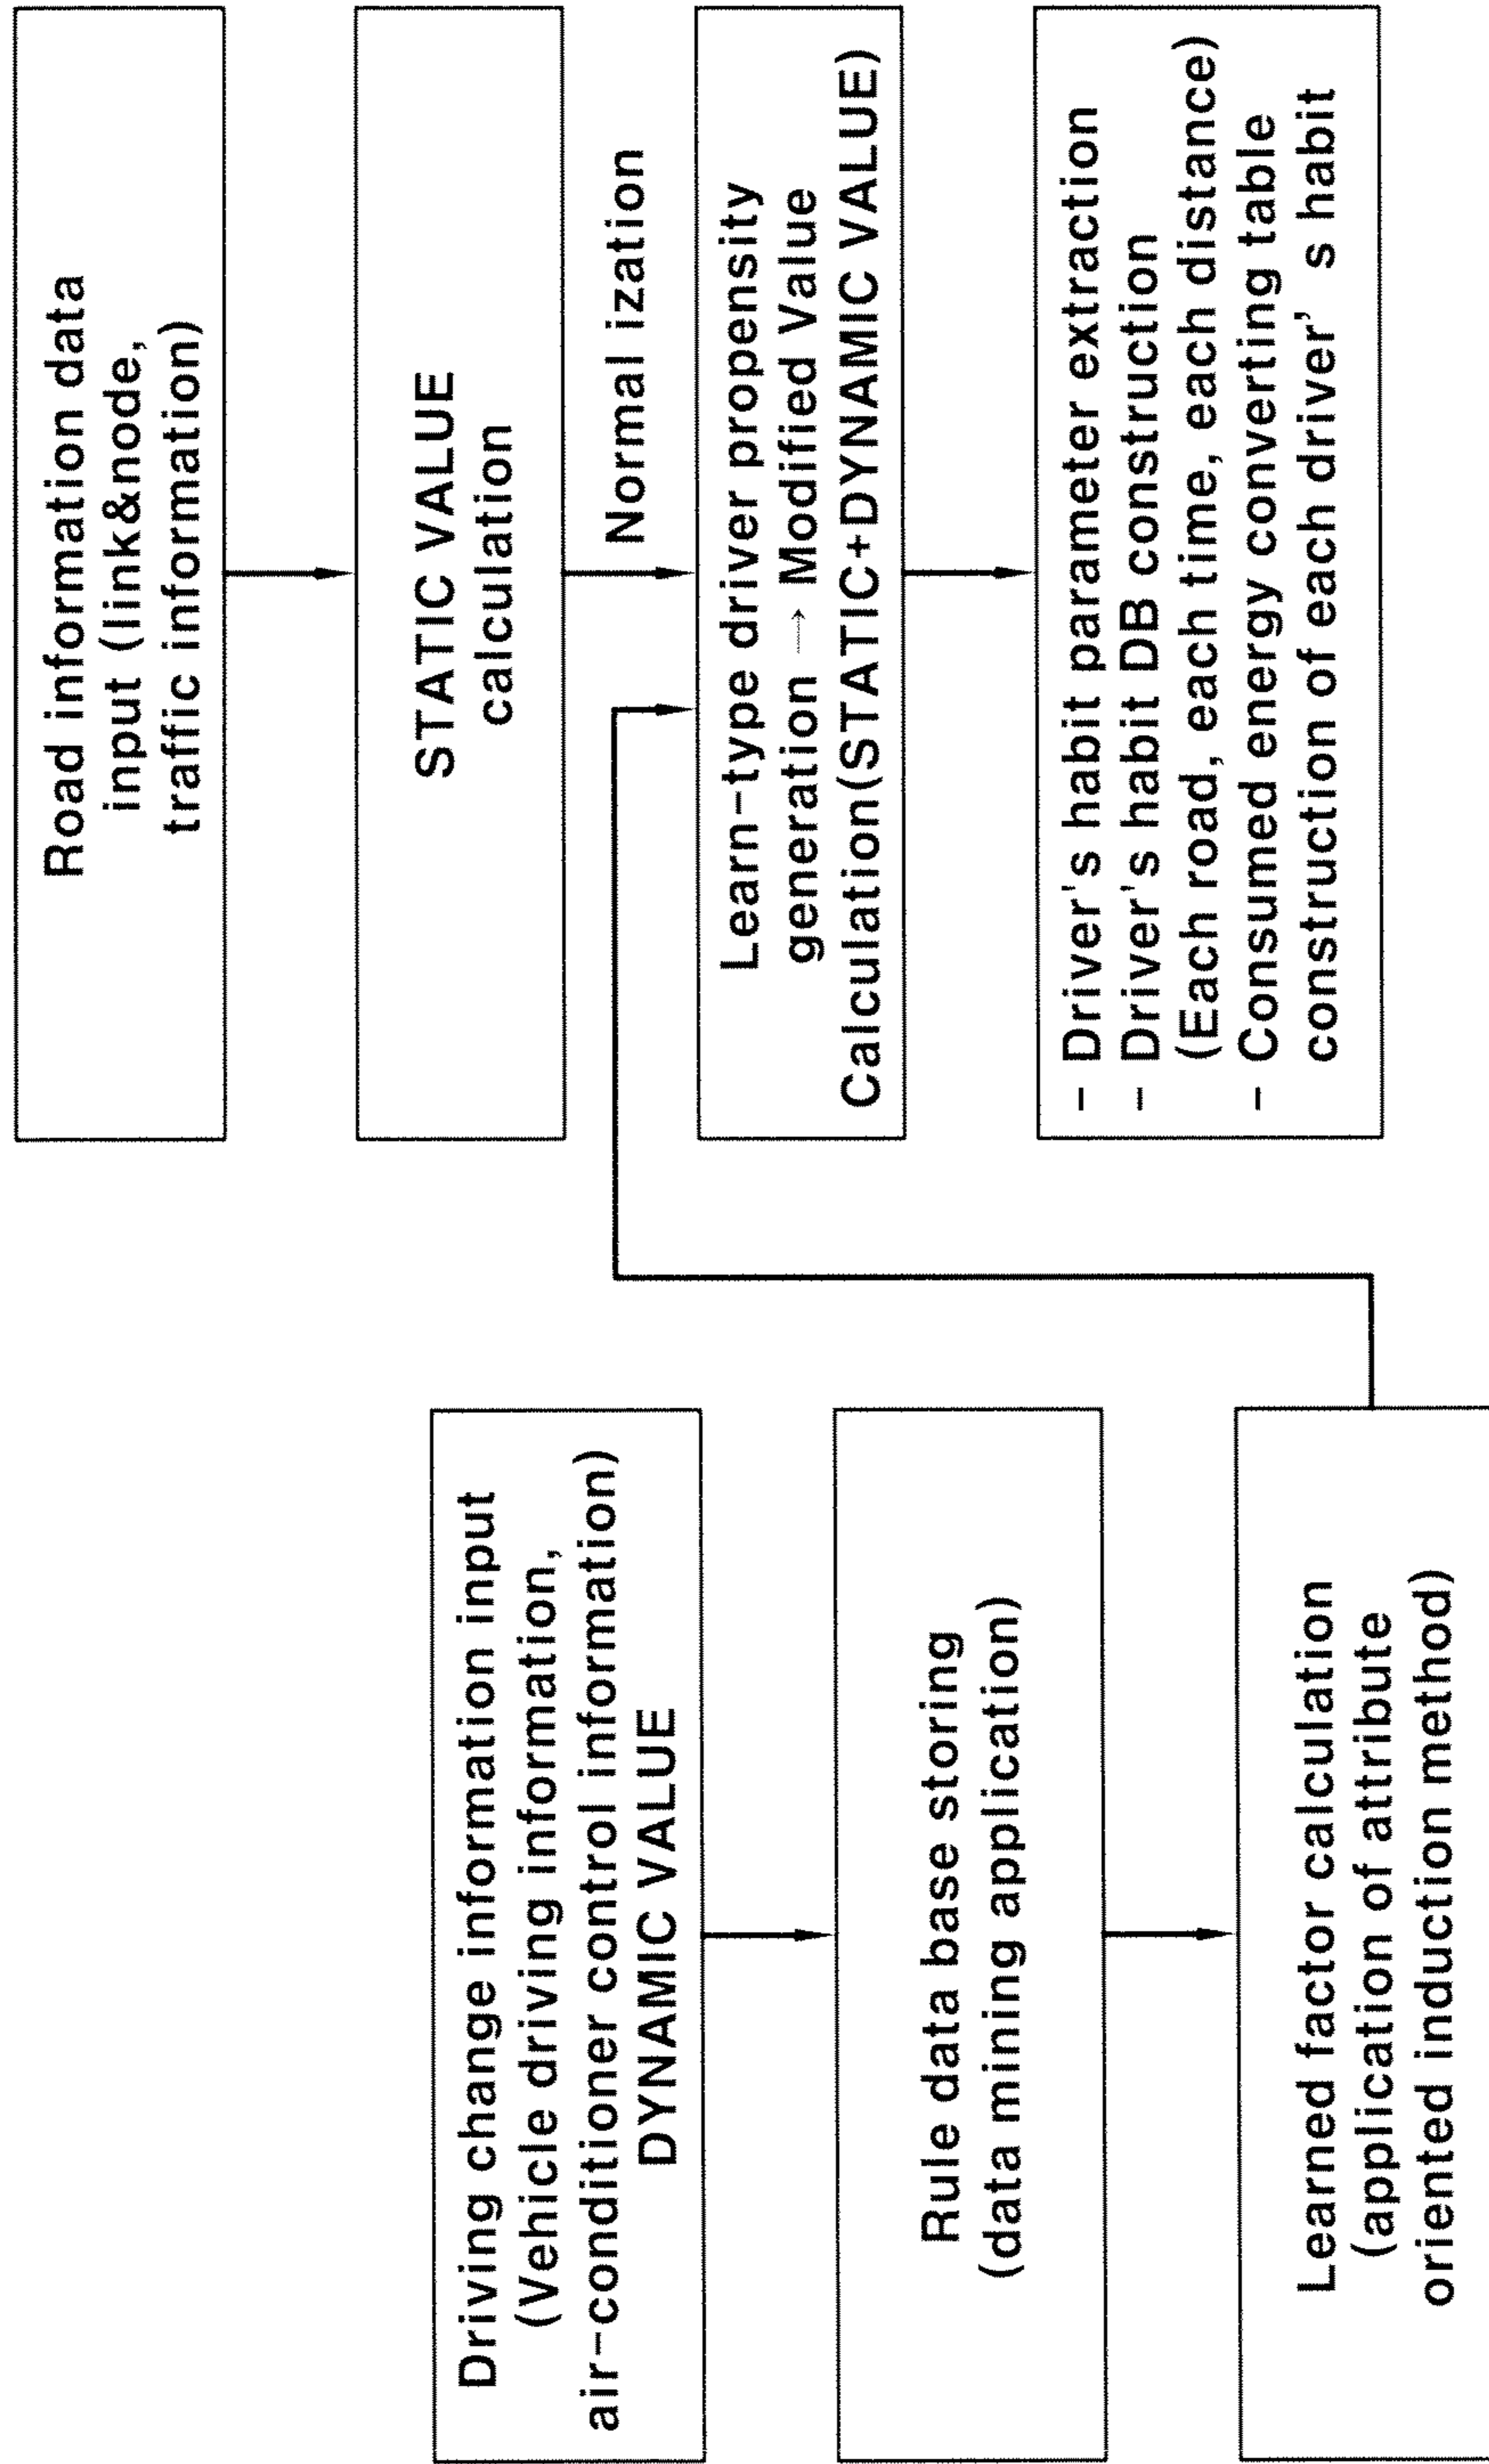 Road information data
input (link&node,
traffic information)
STATIC VALUE
calculation
Normalization
Learn-type driver propensity
generation → Modified Value
Calculation(STATIC+DYNAMIC VALUE)
- Driver's habit parameter extraction
- Driver's habit DB construction
(Each road, each time, each distance)
- Consumed energy converting table
construction of each driver's habit
Driving change information input
(Vehicle driving information,
air-conditioner control information)
DYNAMIC VALUE
Rule data base storing
(data mining application)
Learned factor calculation
(application of attribute
oriented induction method)